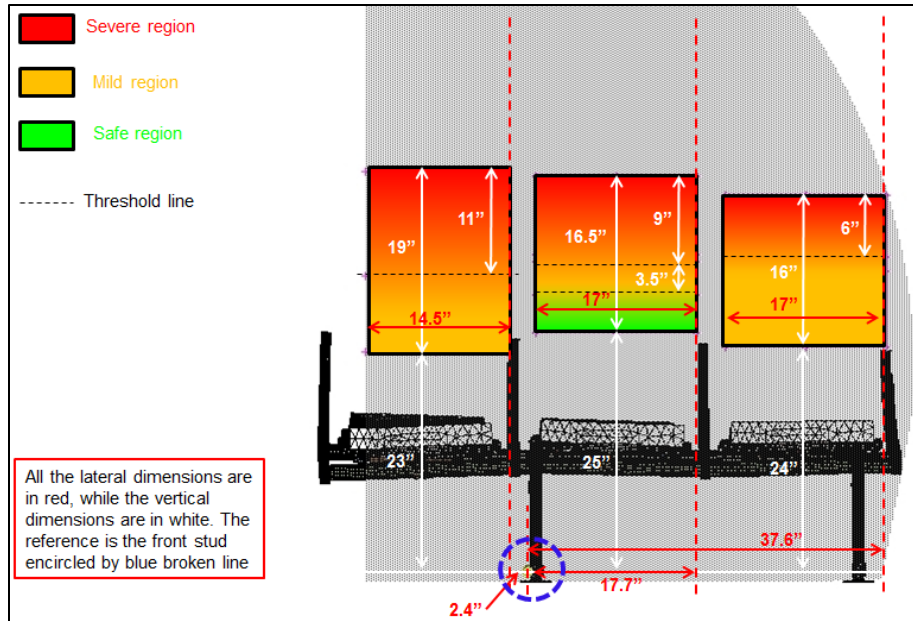 Severe region
Mild region
Safe region
Threshold line
11”
19”
14.5”
9”
16.5”
3.5”
17”
6”
16”
17”
23”
25”
24”
All the lateral dimensions are
in red, while the vertical
dimensions are in white. The
reference is the front stud
encircled by blue broken line
37.6”
17.7”
2.4”